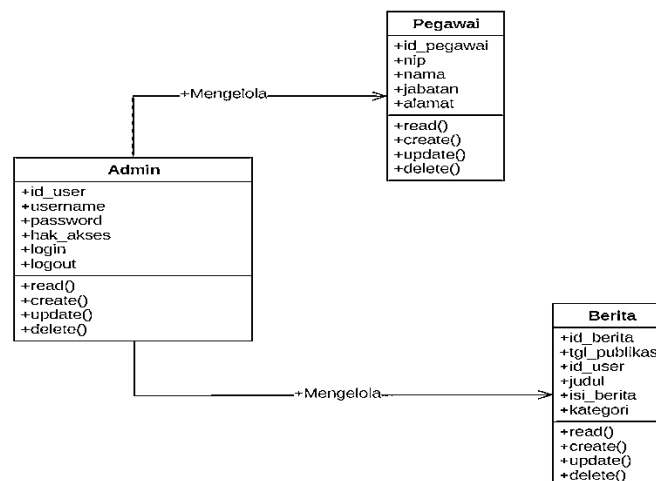 Pegawai
+id_pegawai
+nip
+nama
+jabatan
+alamat
+read()
+create()
+update()
+delete()
+Mengelola
Admin
+id_user
+username
+password
+hak_akses
+login
+logout
+read()
+create()
+update()
+delete()
+Mengelola
Berita
+id_berita
+tgl_publikas
+id_user
+judul
+isi_berita
+kategori
+read()
+create()
+update()
+delete()